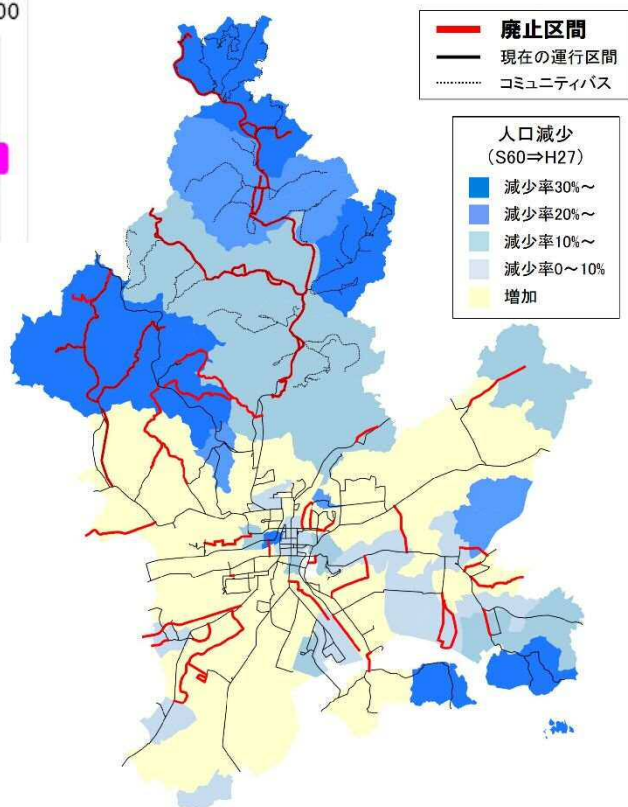 00
廃止区間
現在の運行区間
コミュニティバス
人口減少
(S60⇒H27)
減少率30%~
減少率20%~
減少率10%~
減少率0~10%
増加